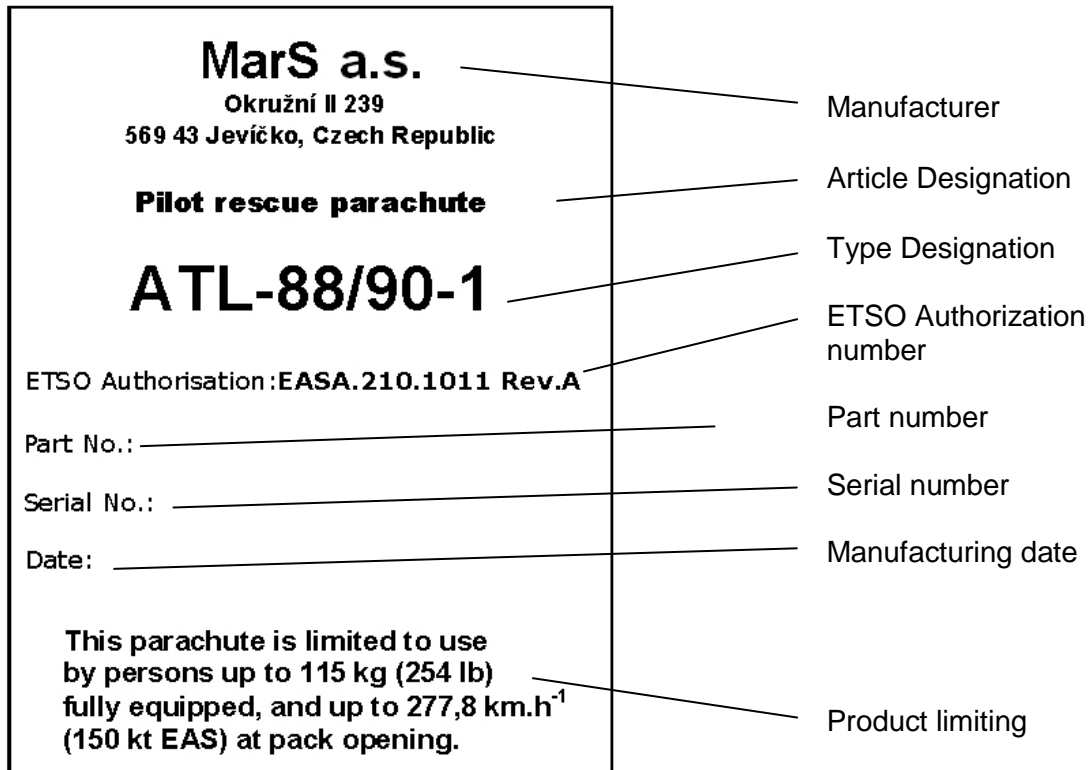 MarS a.s.
Okružní II 239
569 43 Jevíčko, Czech Republic
Pilot rescue parachute
ATL-88/90-1
ETSO Authorisation:EASA.210.1011 Rev.A
Part No.:
Serial No.:
Date:
This parachute is limited to use
by persons up to 115 kg (254 lb)
fully equipped, and up to 277,8 km.h⁻¹
(150 kt EAS) at pack opening.
Manufacturer
Article Designation
Type Designation
ETSO Authorization
number
Part number
Serial number
Manufacturing date
Product limiting